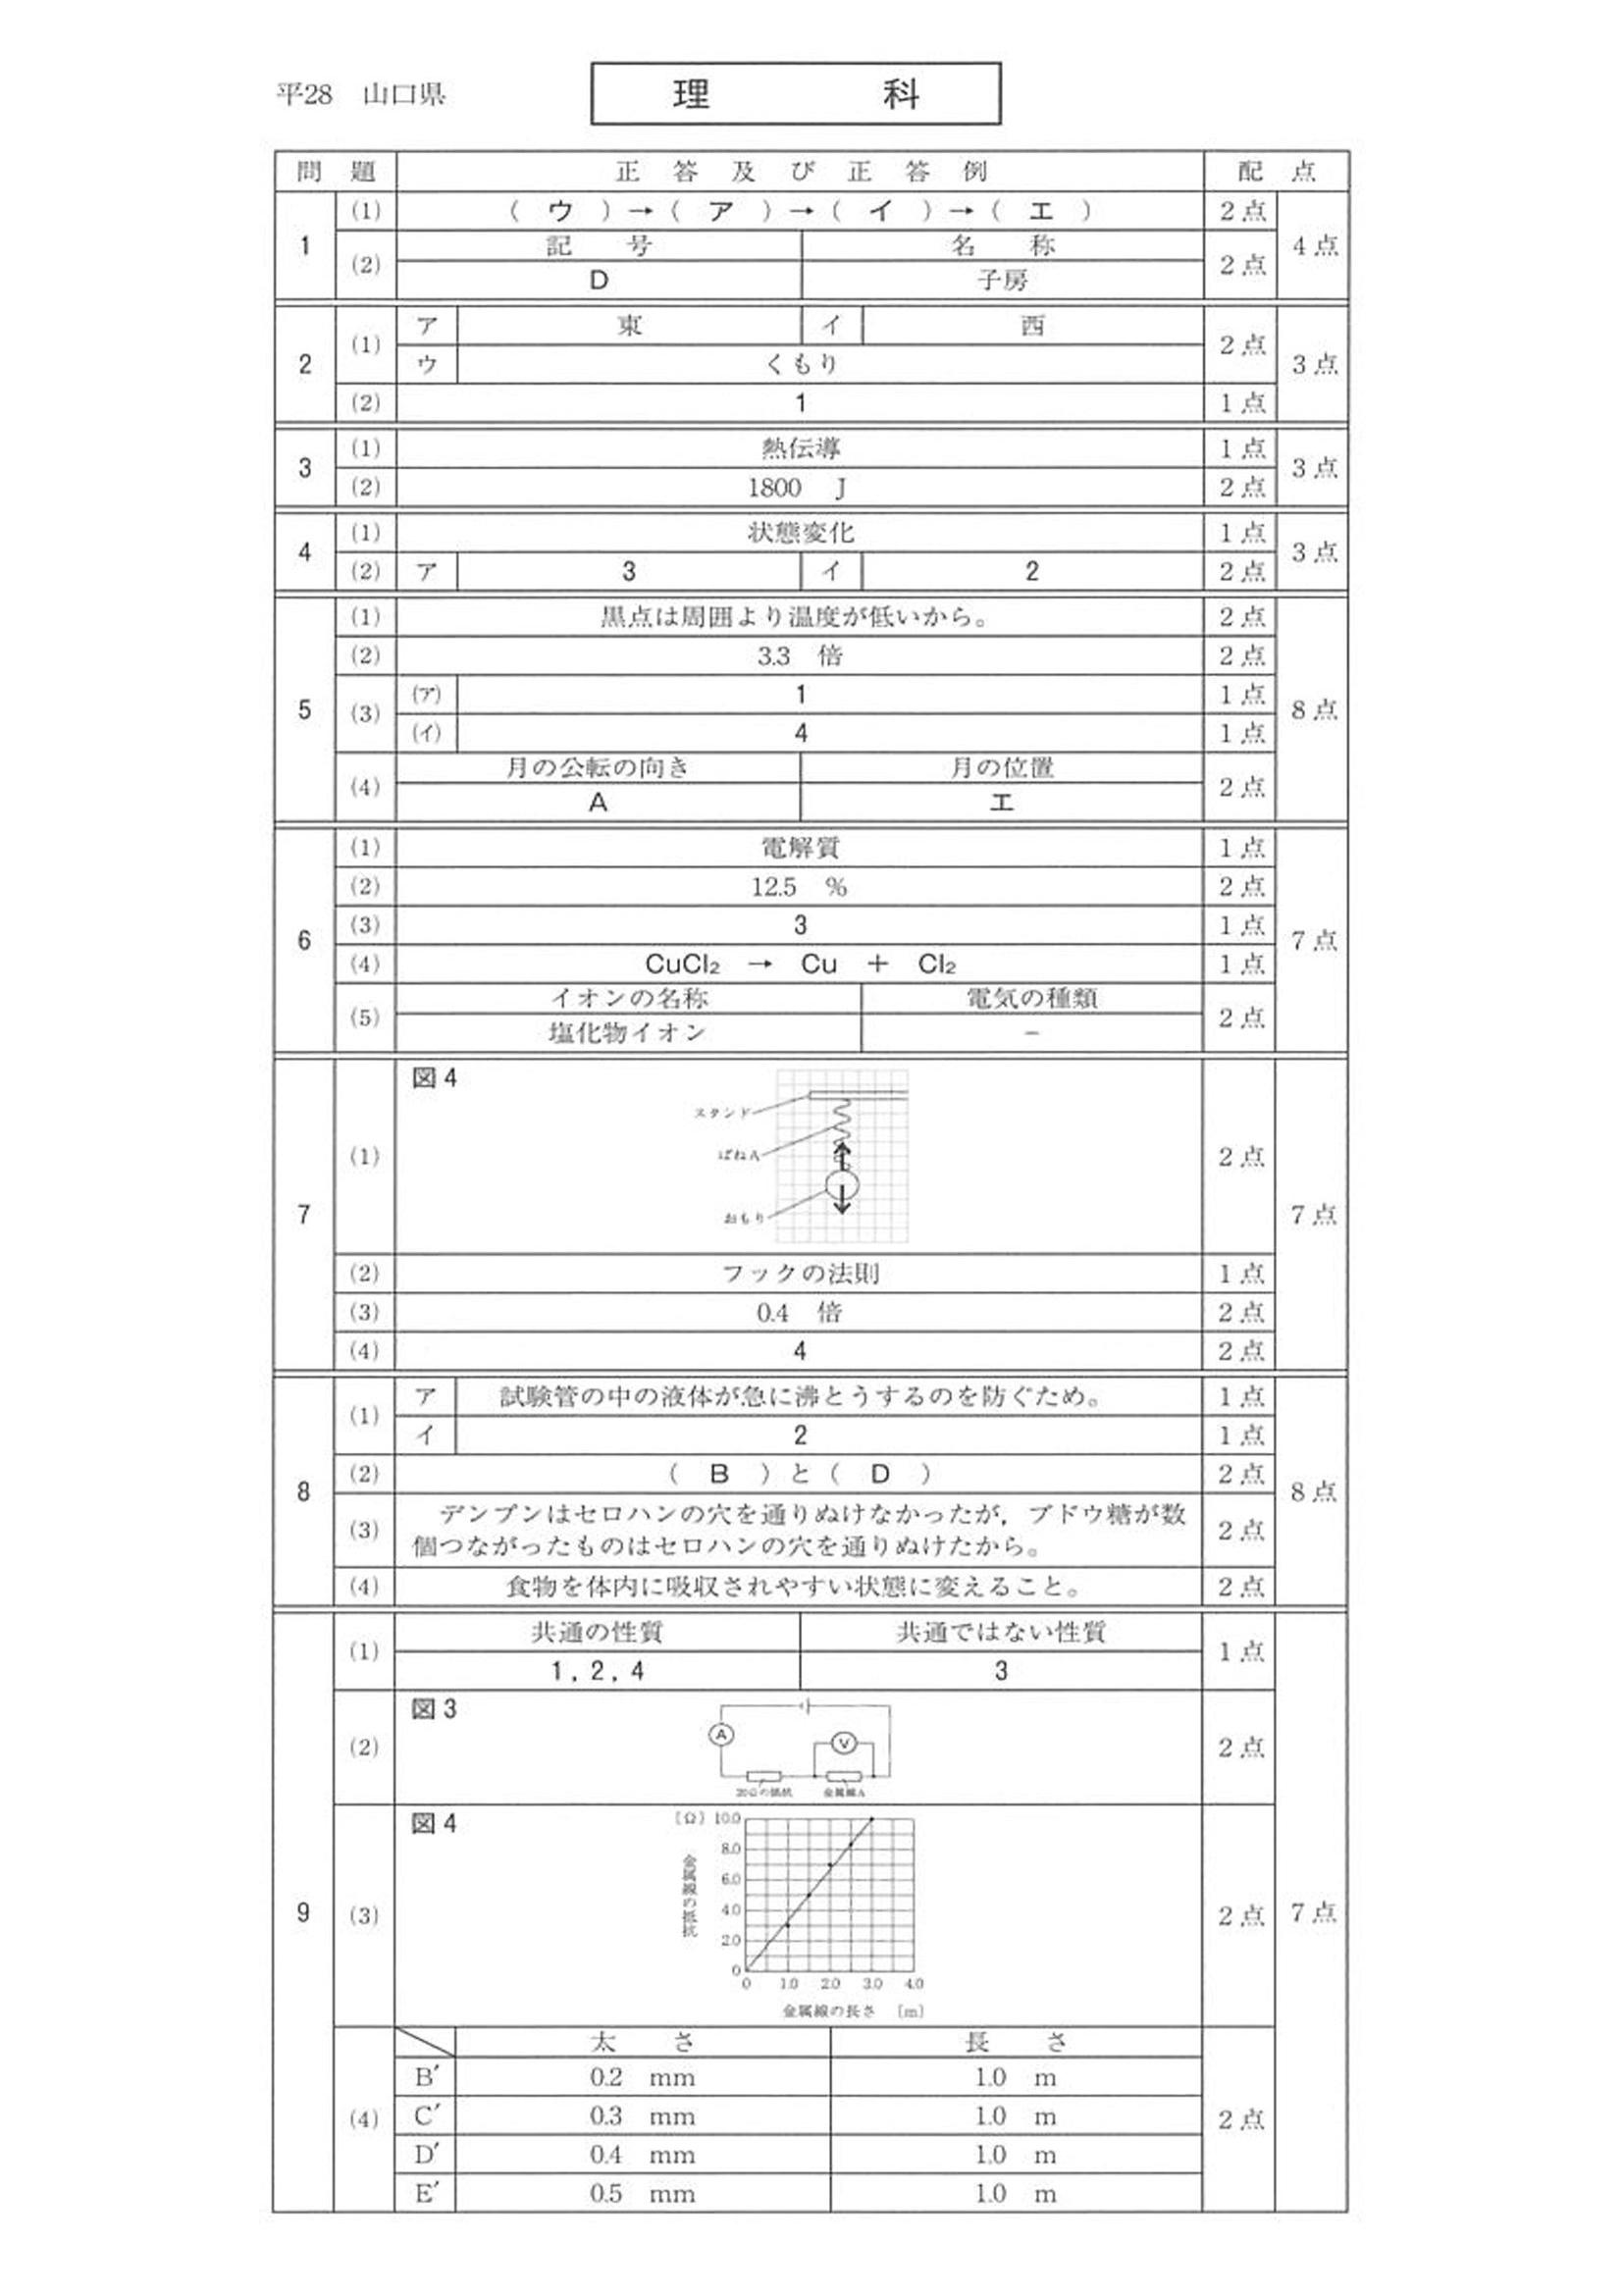 平28 山口県
理 科
問 題 正 答 及 び 正 答 例 配 点
1 (1) ( ウ )→( ア )→( イ )→( エ ) 2点 4点
(2) 記 号 名 称 2点
D 子房
2 (1) ア 東 イ 西 2点 3点
ウ くもり
(2) 1 1点
3 (1) 熱伝導 1点 3点
(2) 1800 J 2点
4 (1) 状態変化 1点 3点
(2) ア 3 イ 2 2点
5 (1) 黒点は周囲より温度が低いから。 2点 8点
(2) 3.3 倍 2点
(3) (ア) 1 1点
(イ) 4 1点
(4) 月の公転の向き 月の位置 2点
A エ
6 (1) 電解質 1点 7点
(2) 12.5 % 2点
(3) 3 1点
(4) CuCl₂ → Cu + Cl₂ 1点
(5) イオンの名称 電気の種類 2点
塩化物イオン −
7 (1) 図4 2点 7点
スタンド
ばねA
おもり
(2) フックの法則 1点
(3) 0.4 倍 2点
(4) 4 2点
8 (1) ア 試験管の中の液体が急に沸とうするのを防ぐため。 1点 8点
イ 2 1点
(2) ( B )と( D ) 2点
(3) デンプンはセロハンの穴を通りぬけなかったが,ブドウ糖が数 2点
個つながったものはセロハンの穴を通りぬけたから。
(4) 食物を体内に吸収されやすい状態に変えること。 2点
9 (1) 共通の性質 共通ではない性質 1点 7点
1,2,4 3
(2) 図3 2点
A
V
20Ωの抵抗 金属線A
(3) 図4 2点
〔Ω〕 10.0
8.0
6.0
4.0
2.0
0
金属線の抵抗
0 1.0 2.0 3.0 4.0
金属線の長さ 〔m〕
(4) 太 さ 長 さ 2点
B′ 0.2 mm 1.0 m
C′ 0.3 mm 1.0 m
D′ 0.4 mm 1.0 m
E′ 0.5 mm 1.0 m